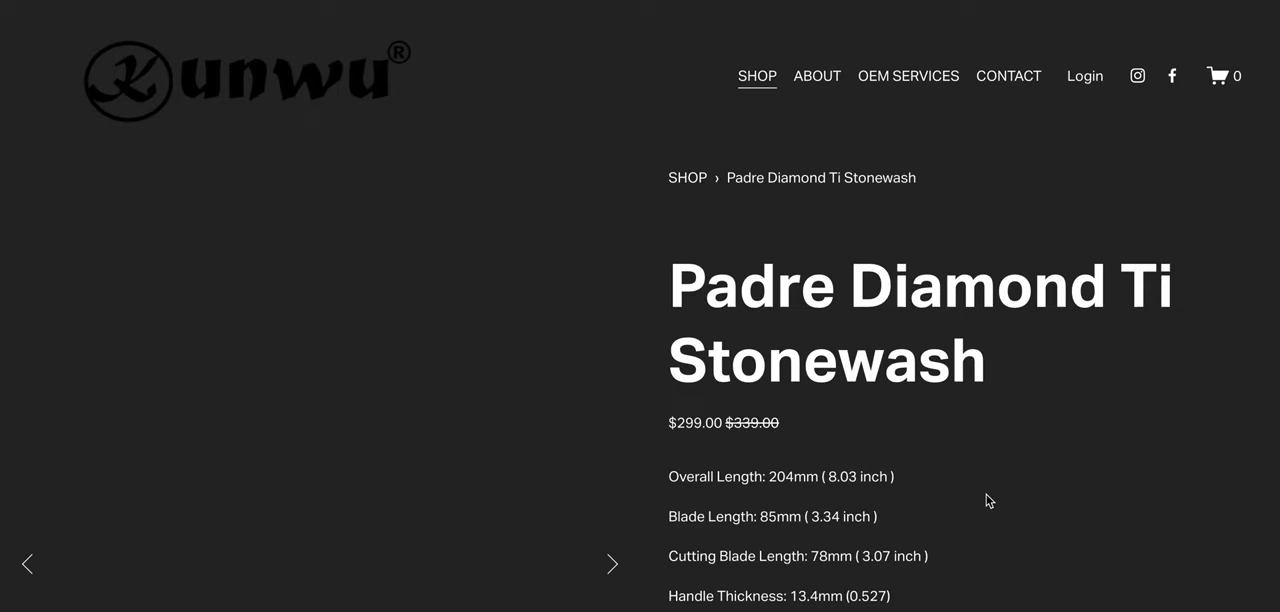 Kunwu®
SHOP ABOUT OEM SERVICES CONTACT Login 0
SHOP › Padre Diamond Ti Stonewash
Padre Diamond Ti
Stonewash
$299.00 $339.00
Overall Length: 204mm ( 8.03 inch )
Blade Length: 85mm ( 3.34 inch )
Cutting Blade Length: 78mm ( 3.07 inch )
Handle Thickness: 13.4mm (0.527)